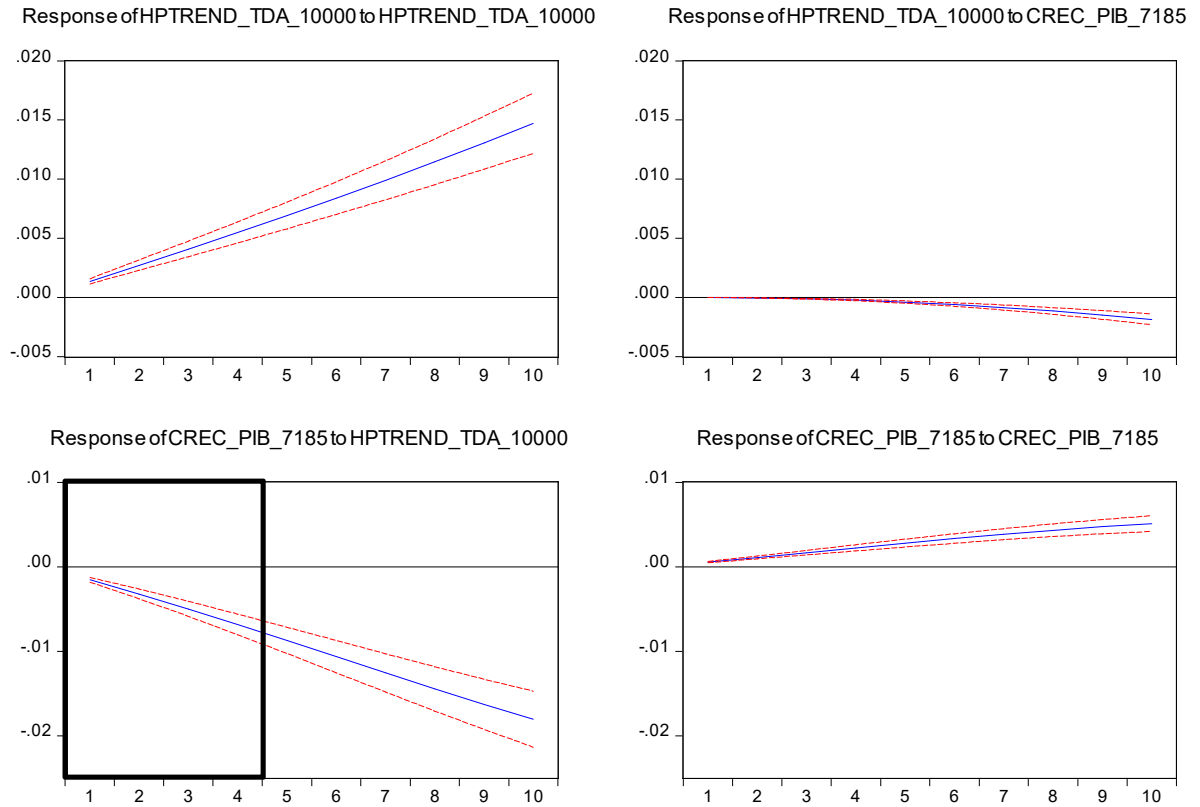 Response of HPTREND_TDA_10000 to HPTREND_TDA_10000
.020
.015
.010
.005
.000
-.005
1 2 3 4 5 6 7 8 9 10
Response of HPTREND_TDA_10000 to CREC_PIB_7185
.020
.015
.010
.005
.000
-.005
1 2 3 4 5 6 7 8 9 10
Response of CREC_PIB_7185 to HPTREND_TDA_10000
.01
.00
-.01
-.02
1 2 3 4 5 6 7 8 9 10
Response of CREC_PIB_7185 to CREC_PIB_7185
.01
.00
-.01
-.02
1 2 3 4 5 6 7 8 9 10